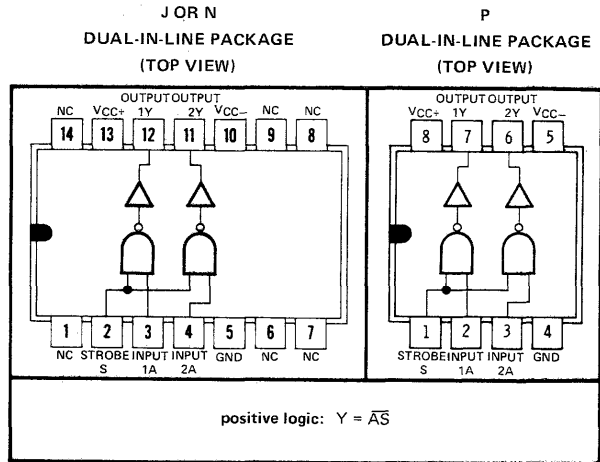 J OR N
DUAL-IN-LINE PACKAGE
(TOP VIEW)
OUTPUT OUTPUT
NC VCC+ 1Y 2Y VCC− NC NC
14 13 12 11 10 9 8
1 2 3 4 5 6 7
NC STROBE INPUT INPUT GND NC NC
S 1A 2A
P
DUAL-IN-LINE PACKAGE
(TOP VIEW)
OUTPUT OUTPUT
VCC+ 1Y 2Y VCC−
8 7 6 5
1 2 3 4
STROBE INPUT INPUT GND
S 1A 2A
positive logic: Y = A̅S̅